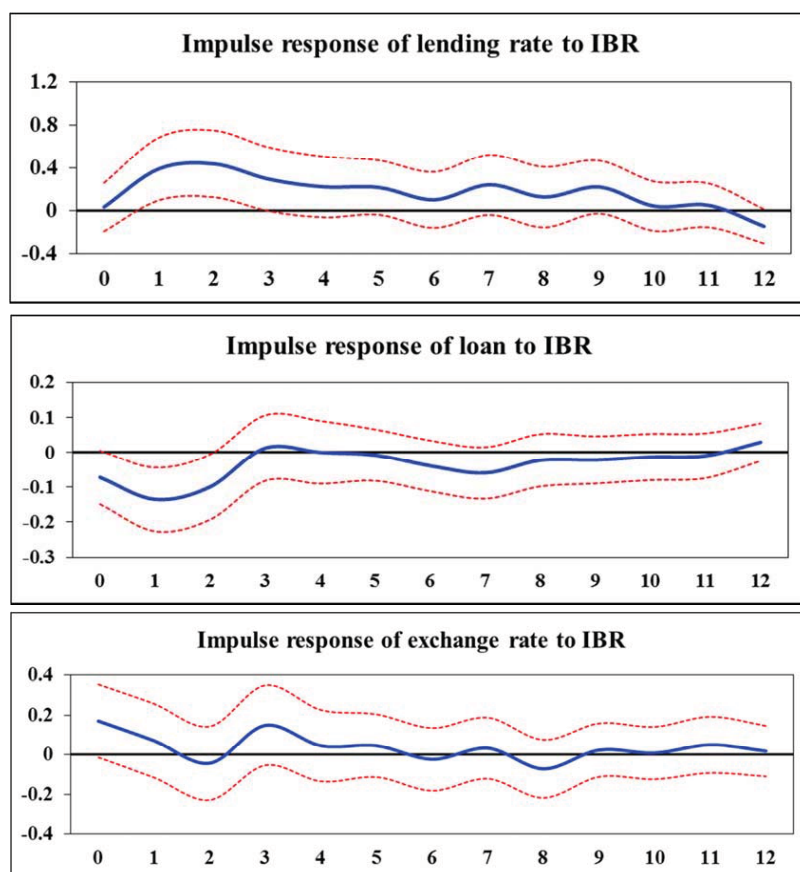 Impulse response of lending rate to IBR
1.2
0.8
0.4
0
-0.4
0 1 2 3 4 5 6 7 8 9 10 11 12
Impulse response of loan to IBR
0.2
0.1
0
-0.1
-0.2
-0.3
0 1 2 3 4 5 6 7 8 9 10 11 12
Impulse response of exchange rate to IBR
0.4
0.2
0
-0.2
-0.4
0 1 2 3 4 5 6 7 8 9 10 11 12